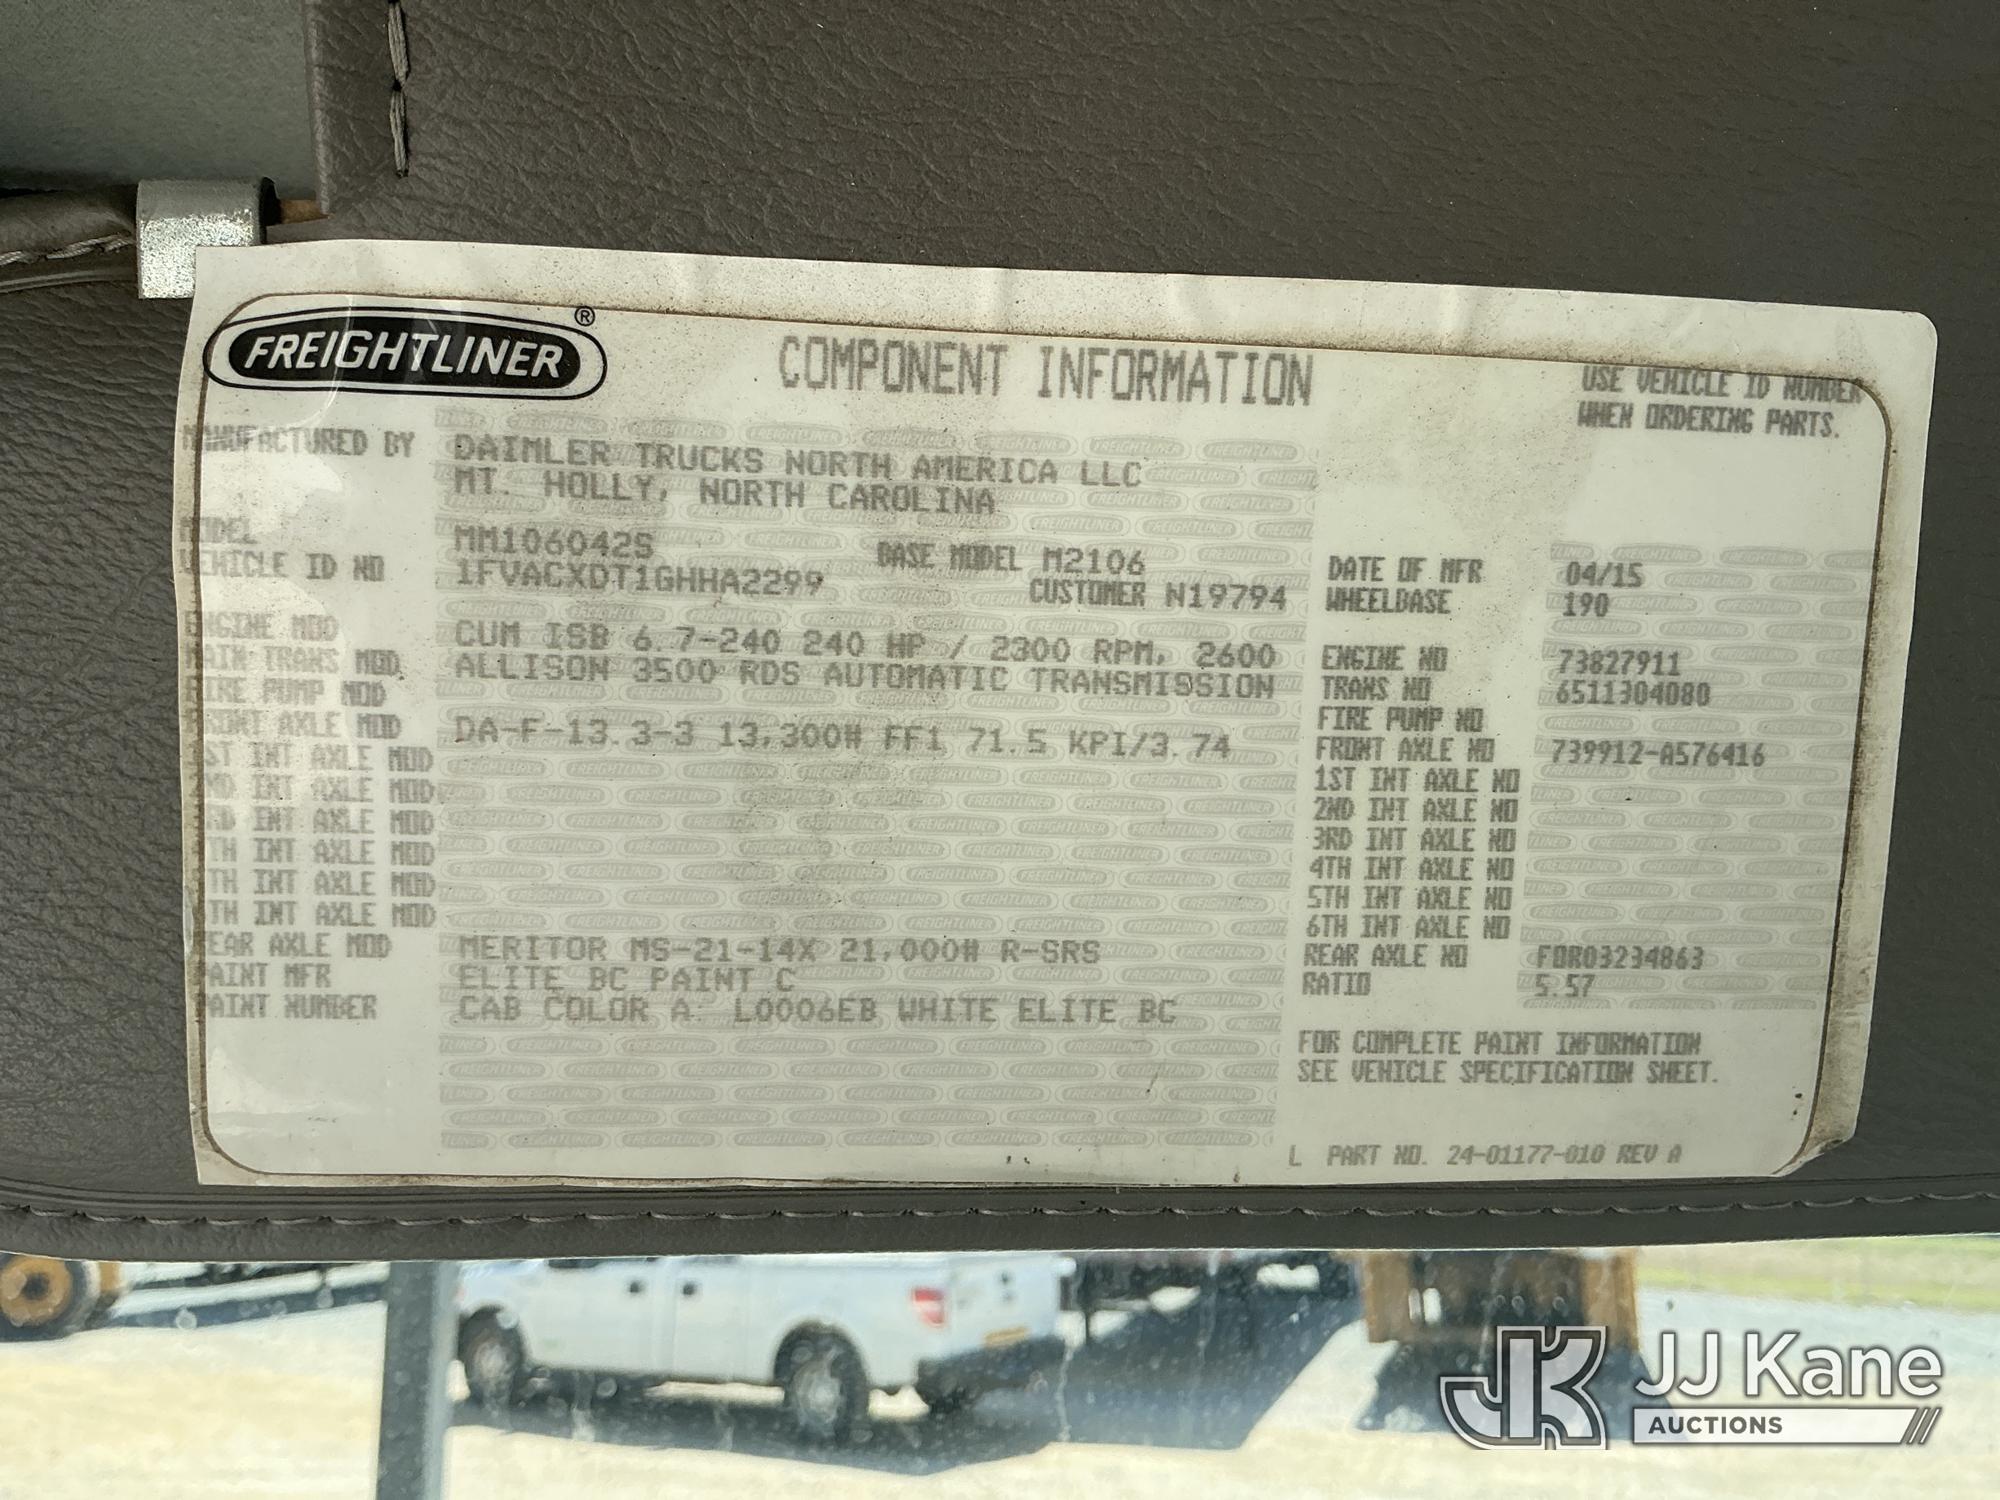 FREIGHTLINER ®
COMPONENT INFORMATION
USE VEHICLE ID NUMBER
WHEN ORDERING PARTS.
MANUFACTURED BY DAIMLER TRUCKS NORTH AMERICA LLC
MT. HOLLY, NORTH CAROLINA
MODEL MM106042S BASE MODEL M2106
VEHICLE ID NO 1FVACXDT1GHHA2299 CUSTOMER N19794
DATE OF MFR 04/15
WHEELBASE 190
ENGINE MOD CUM ISB 6.7-240 240 HP / 2300 RPM, 2600
MAIN TRANS MOD. ALLISON 3500 RDS AUTOMATIC TRANSMISSION
FIRE PUMP MOD
FRONT AXLE MOD DA-F-13.3-3 13,300# FF1 71.5 KPI/3.74
1ST INT AXLE MOD
2ND INT AXLE MOD
RD INT AXLE MOD
TH INT AXLE MOD
TH INT AXLE MOD
TH INT AXLE MOD
REAR AXLE MOD MERITOR MS-21-14X 21,000# R-SRS
PAINT MFR ELITE BC PAINT C
PAINT NUMBER CAB COLOR A: L0006EB WHITE ELITE BC
ENGINE NO 73827911
TRANS NO 6511304080
FIRE PUMP NO
FRONT AXLE NO 739912-A576416
1ST INT AXLE NO
2ND INT AXLE NO
3RD INT AXLE NO
4TH INT AXLE NO
5TH INT AXLE NO
6TH INT AXLE NO
REAR AXLE NO FDR03234863
RATIO 5.57
FOR COMPLETE PAINT INFORMATION
SEE VEHICLE SPECIFICATION SHEET.
L PART NO. 24-01177-010 REV A
JK JJ Kane
AUCTIONS